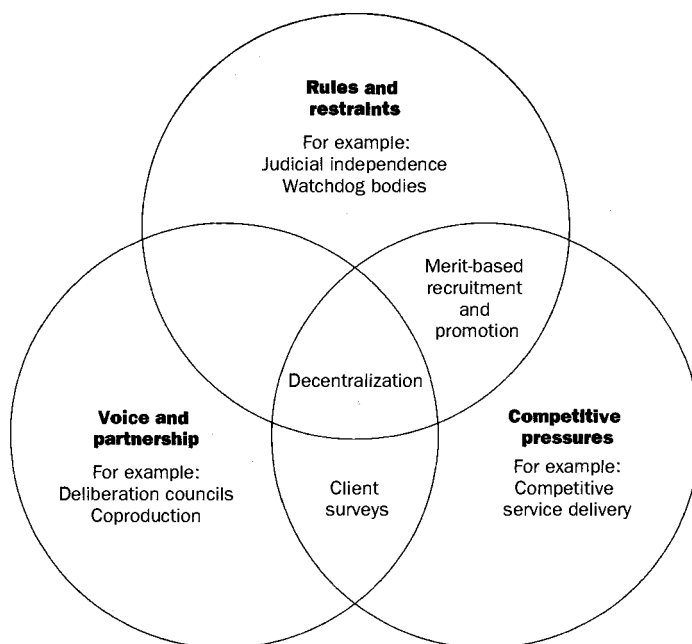 Rules and
restraints
For example:
Judicial independence
Watchdog bodies
Merit-based
recruitment
and
promotion
Decentralization
Voice and
partnership
For example:
Deliberation councils
Coproduction
Client
surveys
Competitive
pressures
For example:
Competitive
service delivery